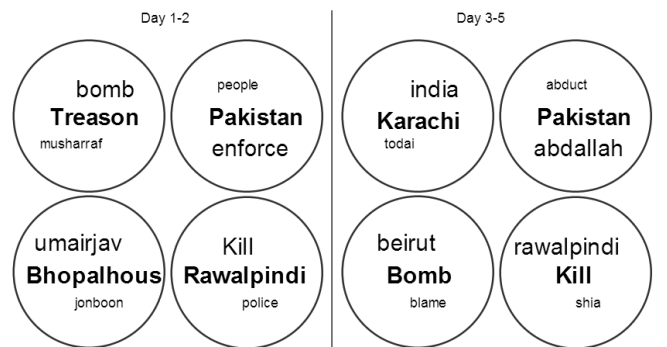 Day 1-2
Day 3-5
bomb
Treason
musharraf
people
Pakistan
enforce
india
Karachi
todai
abduct
Pakistan
abdallah
umairjav
Bhopalhous
jonboon
Kill
Rawalpindi
police
beirut
Bomb
blame
rawalpindi
Kill
shia